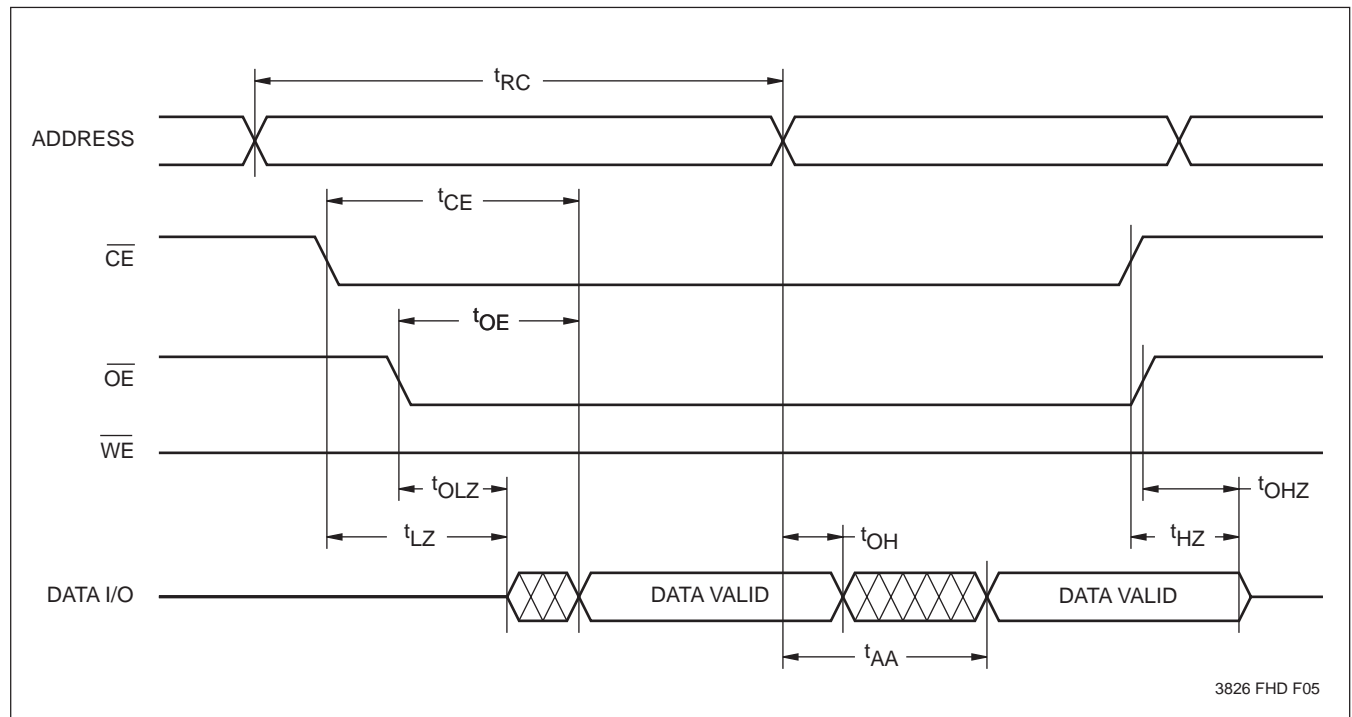 tRC
ADDRESS
tCE
CE
tOE
OE
WE
tOLZ
tOHZ
tLZ
tOH
tHZ
DATA I/O
DATA VALID
DATA VALID
tAA
3826 FHD F05